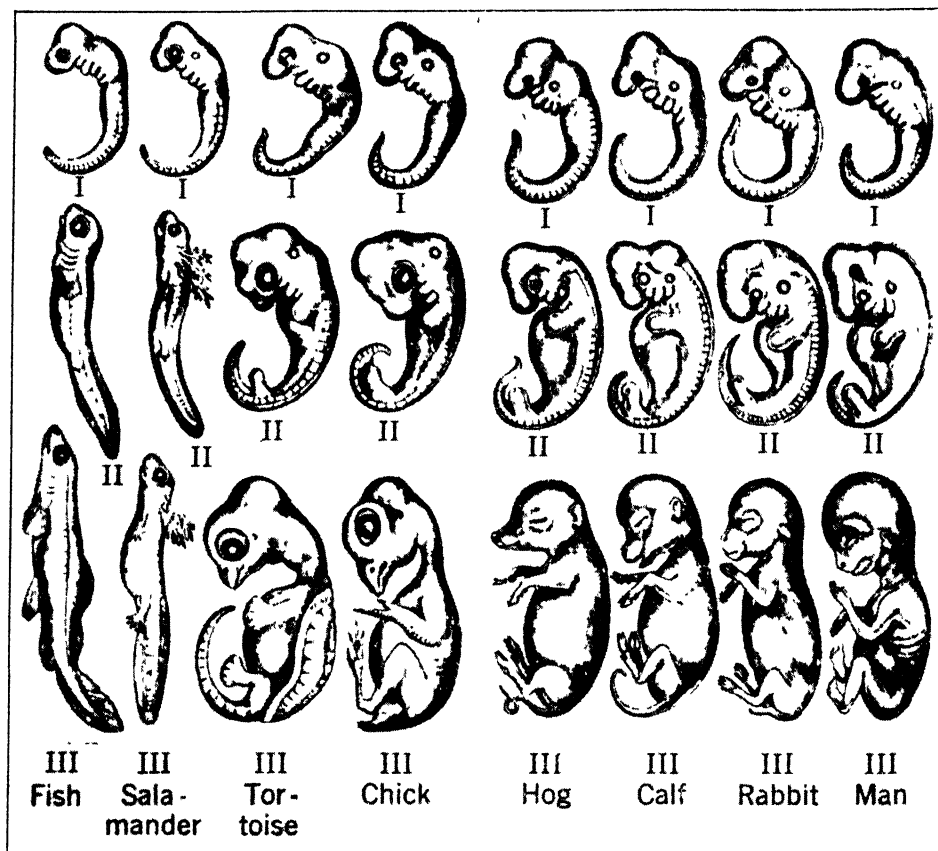 I I I I I I I I
II II II II II II
II II
III III III III III III III III
Fish Sala- Tor- Chick Hog Calf Rabbit Man
mander toise